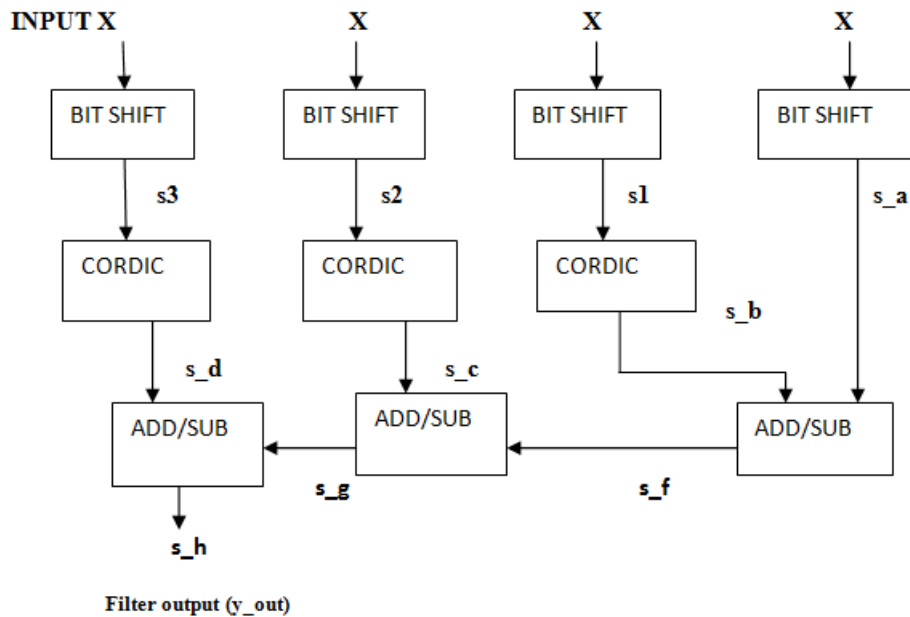 INPUT X X X X
BIT SHIFT BIT SHIFT BIT SHIFT BIT SHIFT
s3 s2 s1 s_a
CORDIC CORDIC CORDIC
s_b
s_d s_c
ADD/SUB ADD/SUB ADD/SUB
s_g s_f
s_h
Filter output (y_out)